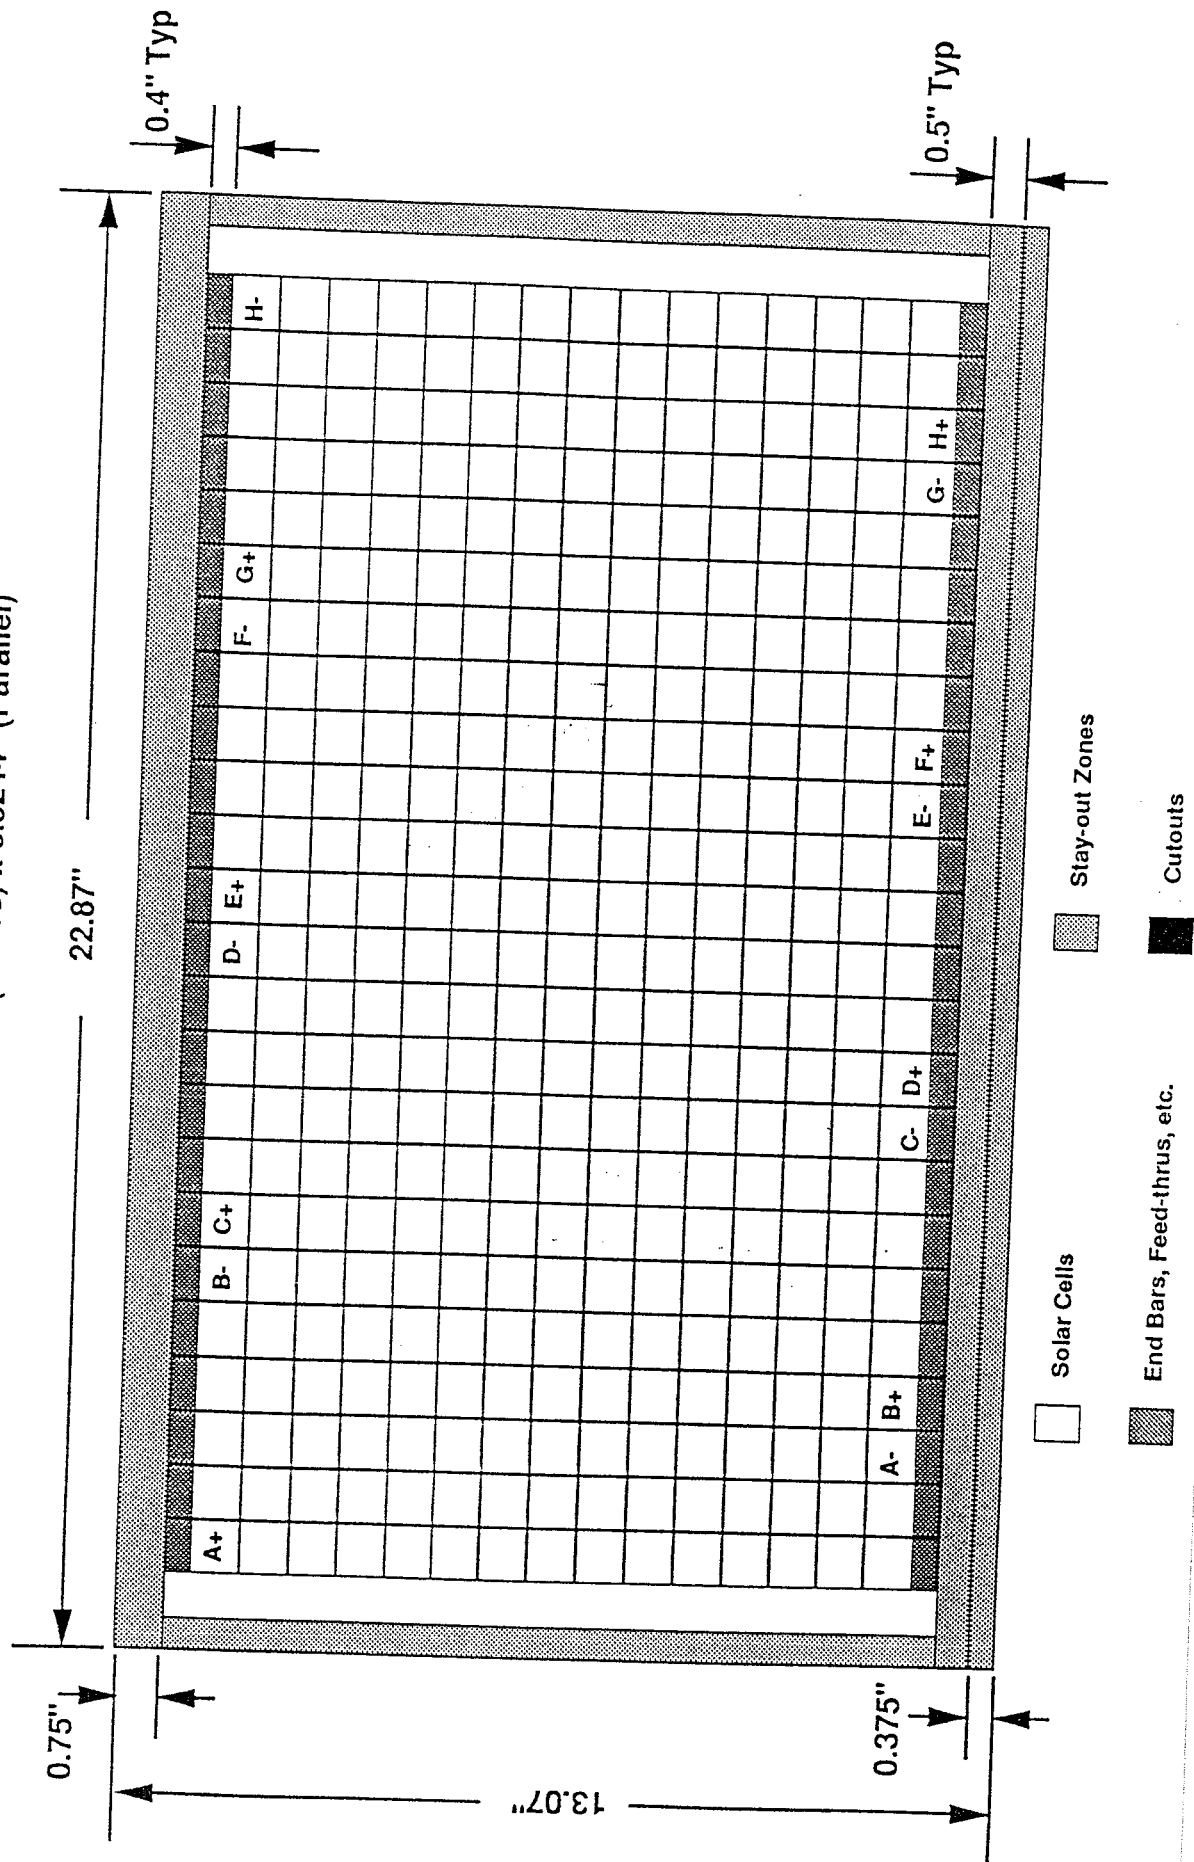 (Parallel)
22.87"
0.4" Typ
0.75"
A+ B- C+ D- E+ F- G+ H-
13.07"
A- B+ C- D+ E- F+ G- H+
0.375"
0.5" Typ
Solar Cells
Stay-out Zones
End Bars, Feed-thrus, etc.
Cutouts